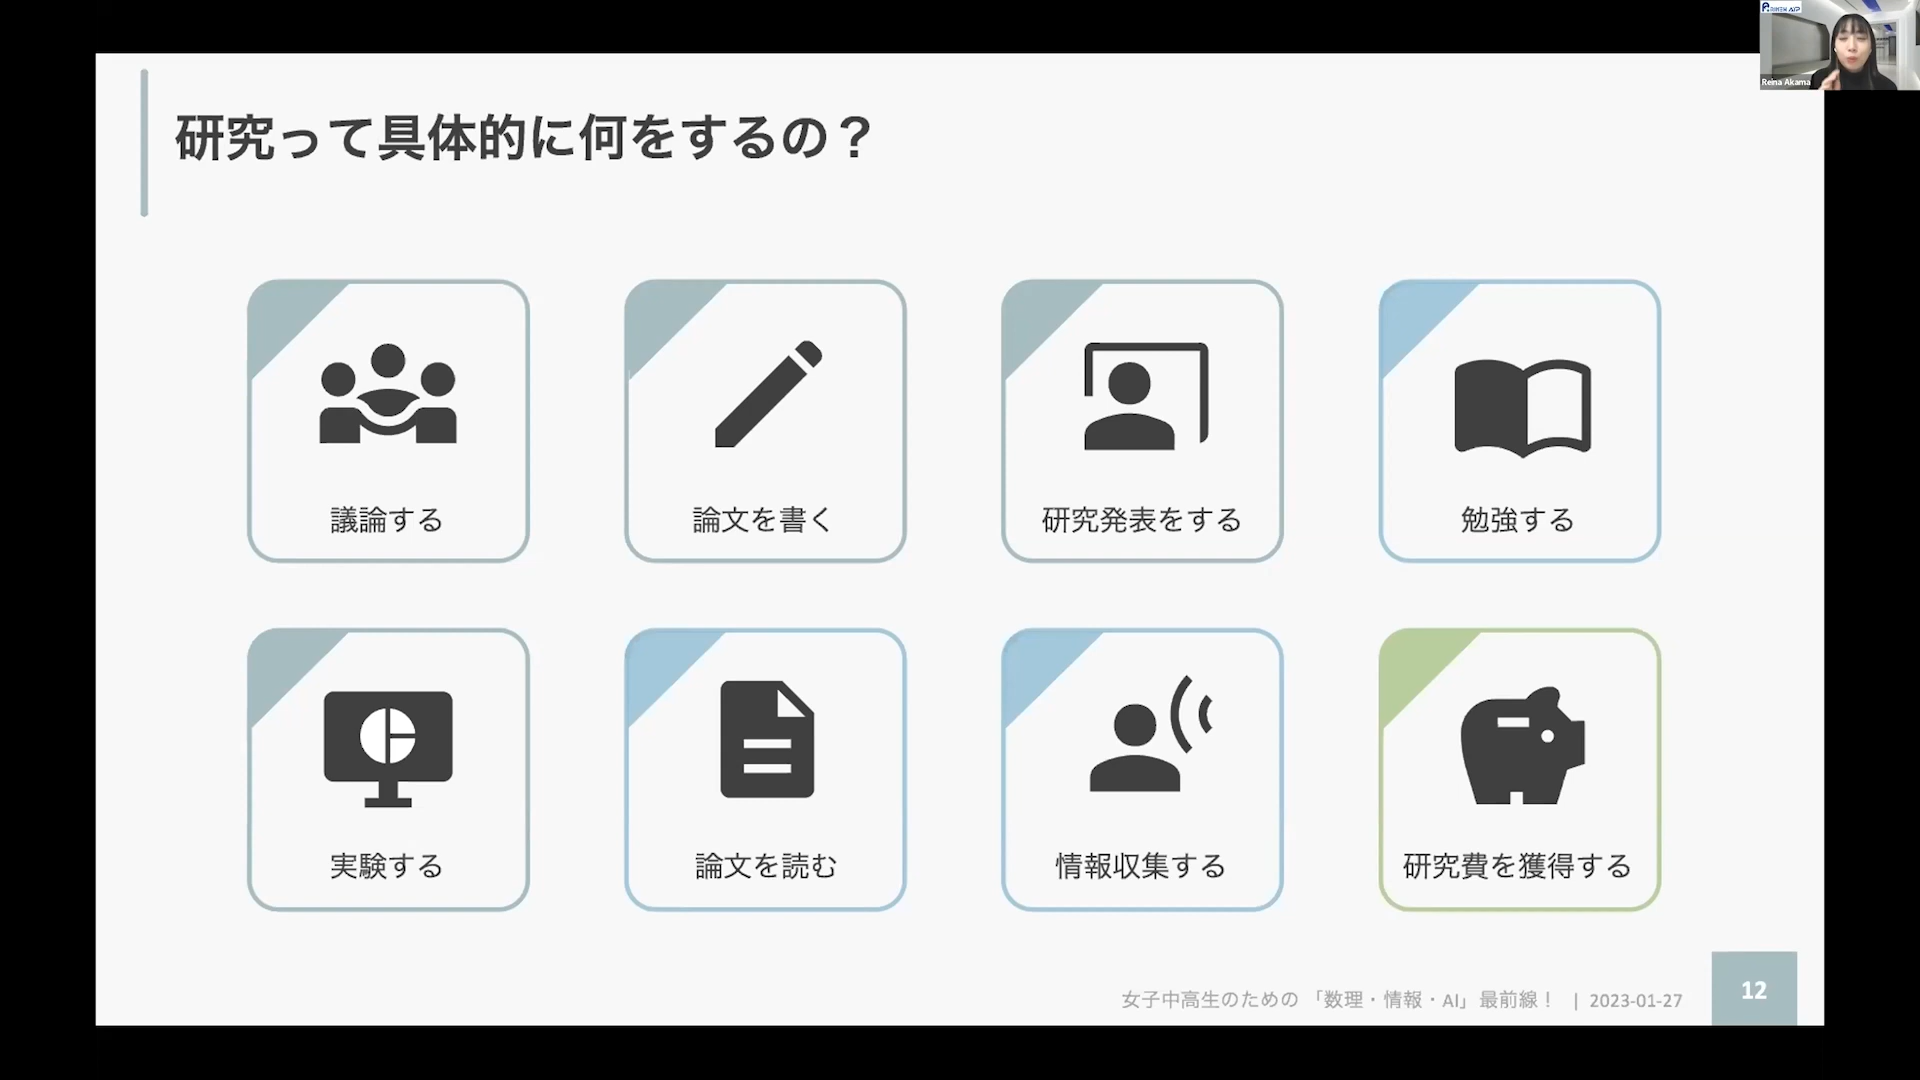 研究って具体的に何をするの？
議論する
論文を書く
研究発表をする
勉強する
実験する
論文を読む
情報収集する
研究費を獲得する
女子中高生のための 「数理・情報・AI」最前線！ | 2023-01-27
12
RIKEN AIP
Reina Akama